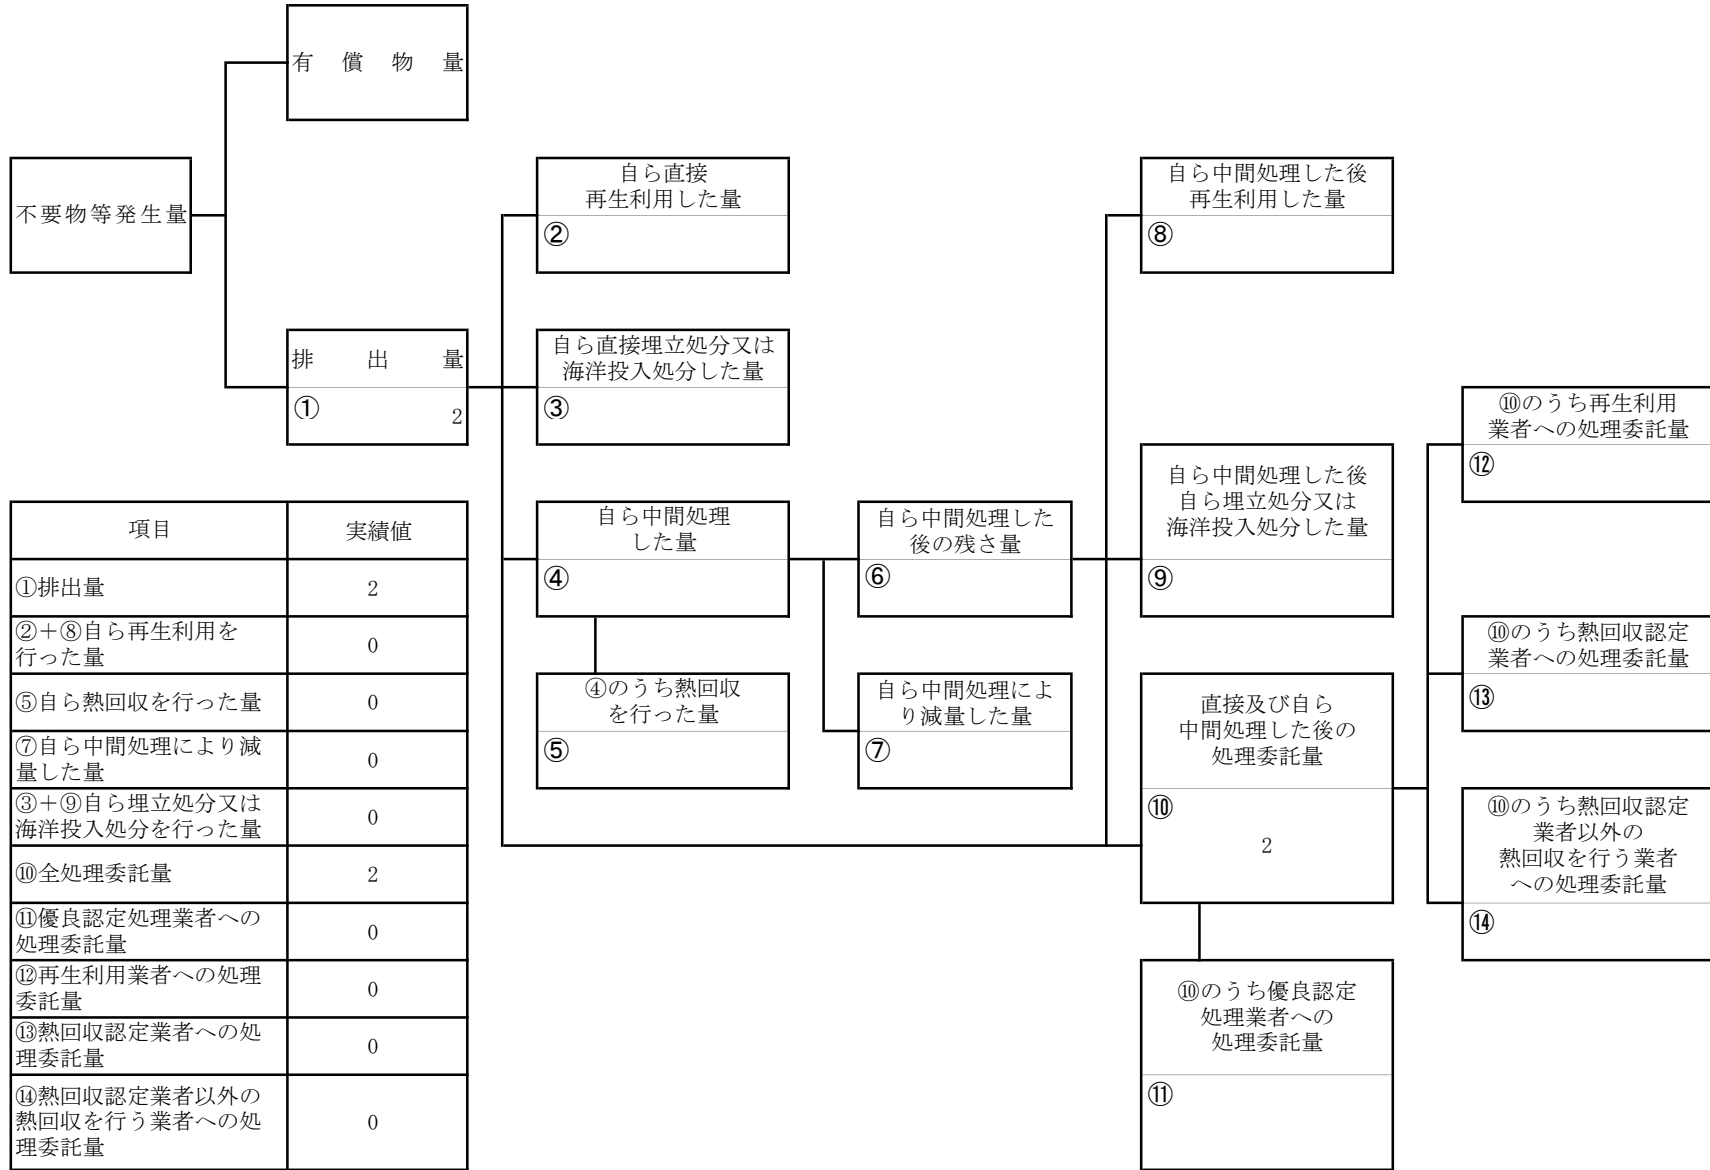 有償物量
不要物等発生量
排出量
①
2
自ら直接
再生利用した量
②
自ら直接埋立処分又は
海洋投入処分した量
③
自ら中間処理
した量
④
④のうち熱回収
を行った量
⑤
自ら中間処理した
後の残さ量
⑥
自ら中間処理によ
り減量した量
⑦
自ら中間処理した後
再生利用した量
⑧
自ら中間処理した後
自ら埋立処分又は
海洋投入処分した量
⑨
直接及び自ら
中間処理した後の
処理委託量
⑩
2
⑩のうち優良認定
処理業者への
処理委託量
⑪
⑩のうち再生利用
業者への処理委託量
⑫
⑩のうち熱回収認定
業者への処理委託量
⑬
⑩のうち熱回収認定
業者以外の
熱回収を行う業者
への処理委託量
⑭
項目 実績値
①排出量 2
②＋⑧自ら再生利用を
行った量 0
⑤自ら熱回収を行った量 0
⑦自ら中間処理により減
量した量 0
③＋⑨自ら埋立処分又は
海洋投入処分を行った量 0
⑩全処理委託量 2
⑪優良認定処理業者への
処理委託量 0
⑫再生利用業者への処理
委託量 0
⑬熱回収認定業者への処
理委託量 0
⑭熱回収認定業者以外の
熱回収を行う業者への処
理委託量 0